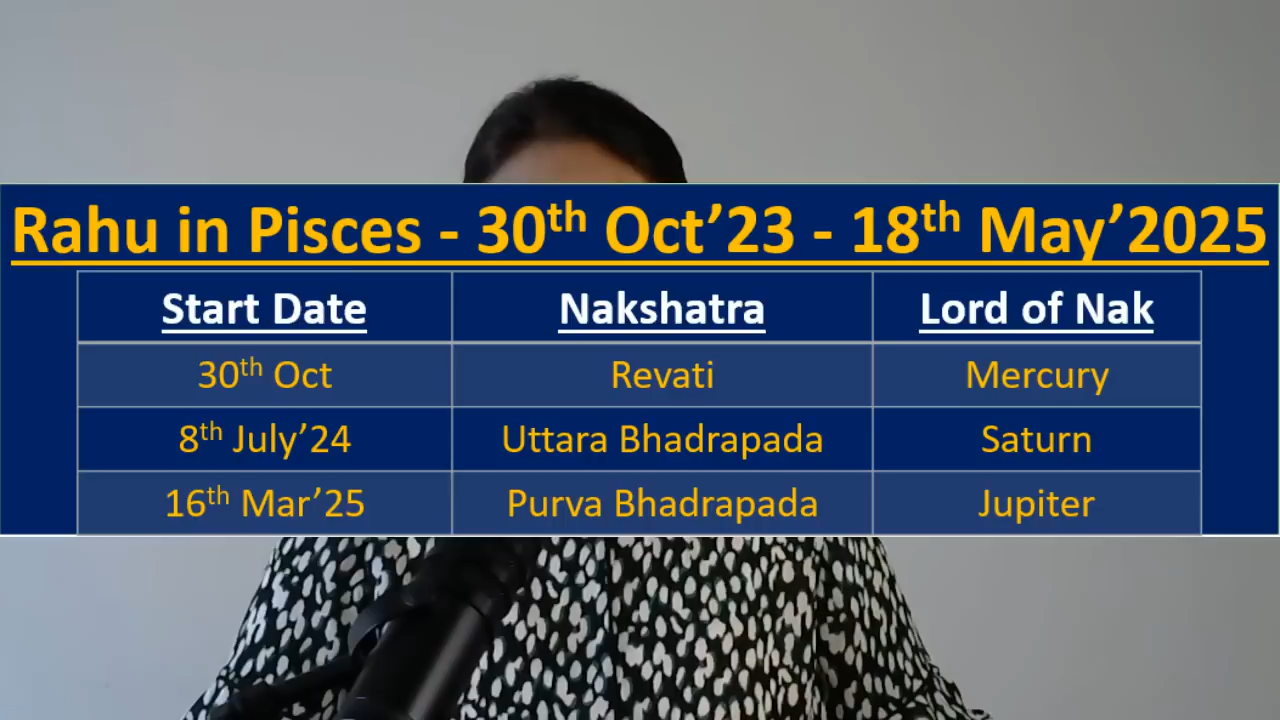 Rahu in Pisces - 30th Oct’23 - 18th May’2025
Start Date Nakshatra Lord of Nak
30th Oct Revati Mercury
8th July’24 Uttara Bhadrapada Saturn
16th Mar’25 Purva Bhadrapada Jupiter